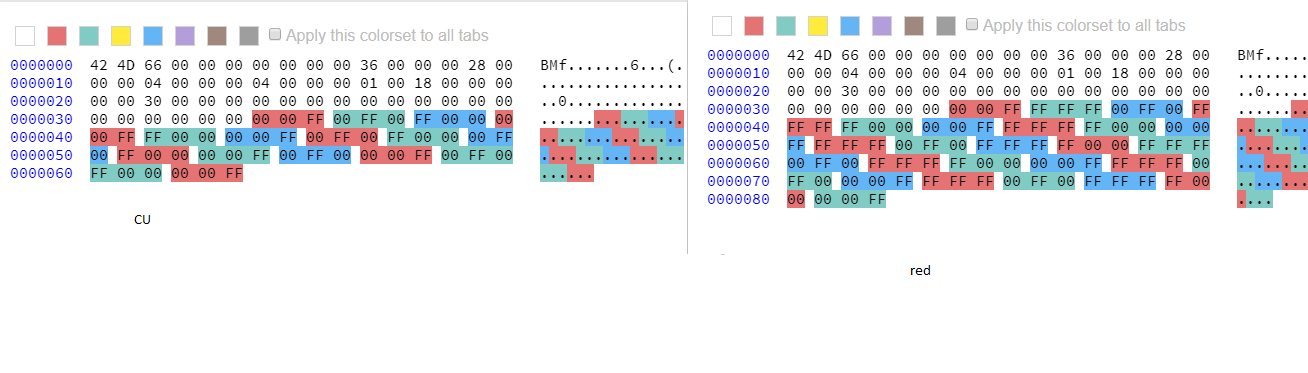 Apply this colorset to all tabs
0000000 42 4D 66 00 00 00 00 00 00 00 36 00 00 00 28 00 BMf.......6...(.
0000010 00 00 04 00 00 00 04 00 00 00 01 00 18 00 00 00 ................
0000020 00 00 30 00 00 00 00 00 00 00 00 00 00 00 00 00 ..0.............
0000030 00 00 00 00 00 00 00 00 FF 00 FF 00 FF 00 00 00 ................
0000040 00 FF FF 00 00 00 00 FF 00 FF 00 FF 00 00 00 FF ................
0000050 00 FF 00 00 00 00 FF 00 FF 00 00 00 FF 00 FF 00 ................
0000060 FF 00 00 00 00 FF ......
CU
Apply this colorset to all tabs
0000000 42 4D 66 00 00 00 00 00 00 00 36 00 00 00 28 00 BMf.....
0000010 00 00 04 00 00 00 04 00 00 00 01 00 18 00 00 00 ........
0000020 00 00 30 00 00 00 00 00 00 00 00 00 00 00 00 00 ..0.....
0000030 00 00 00 00 00 00 00 00 FF FF FF FF 00 FF 00 FF ........
0000040 FF FF FF 00 00 00 00 FF FF FF FF FF 00 00 00 00 ........
0000050 FF FF FF FF 00 FF 00 FF FF FF FF 00 00 FF FF FF ........
0000060 00 FF 00 FF FF FF FF 00 00 00 00 FF FF FF FF 00 ........
0000070 FF 00 00 00 FF FF FF FF 00 FF 00 FF FF FF FF 00 ........
0000080 00 00 00 FF ....
red